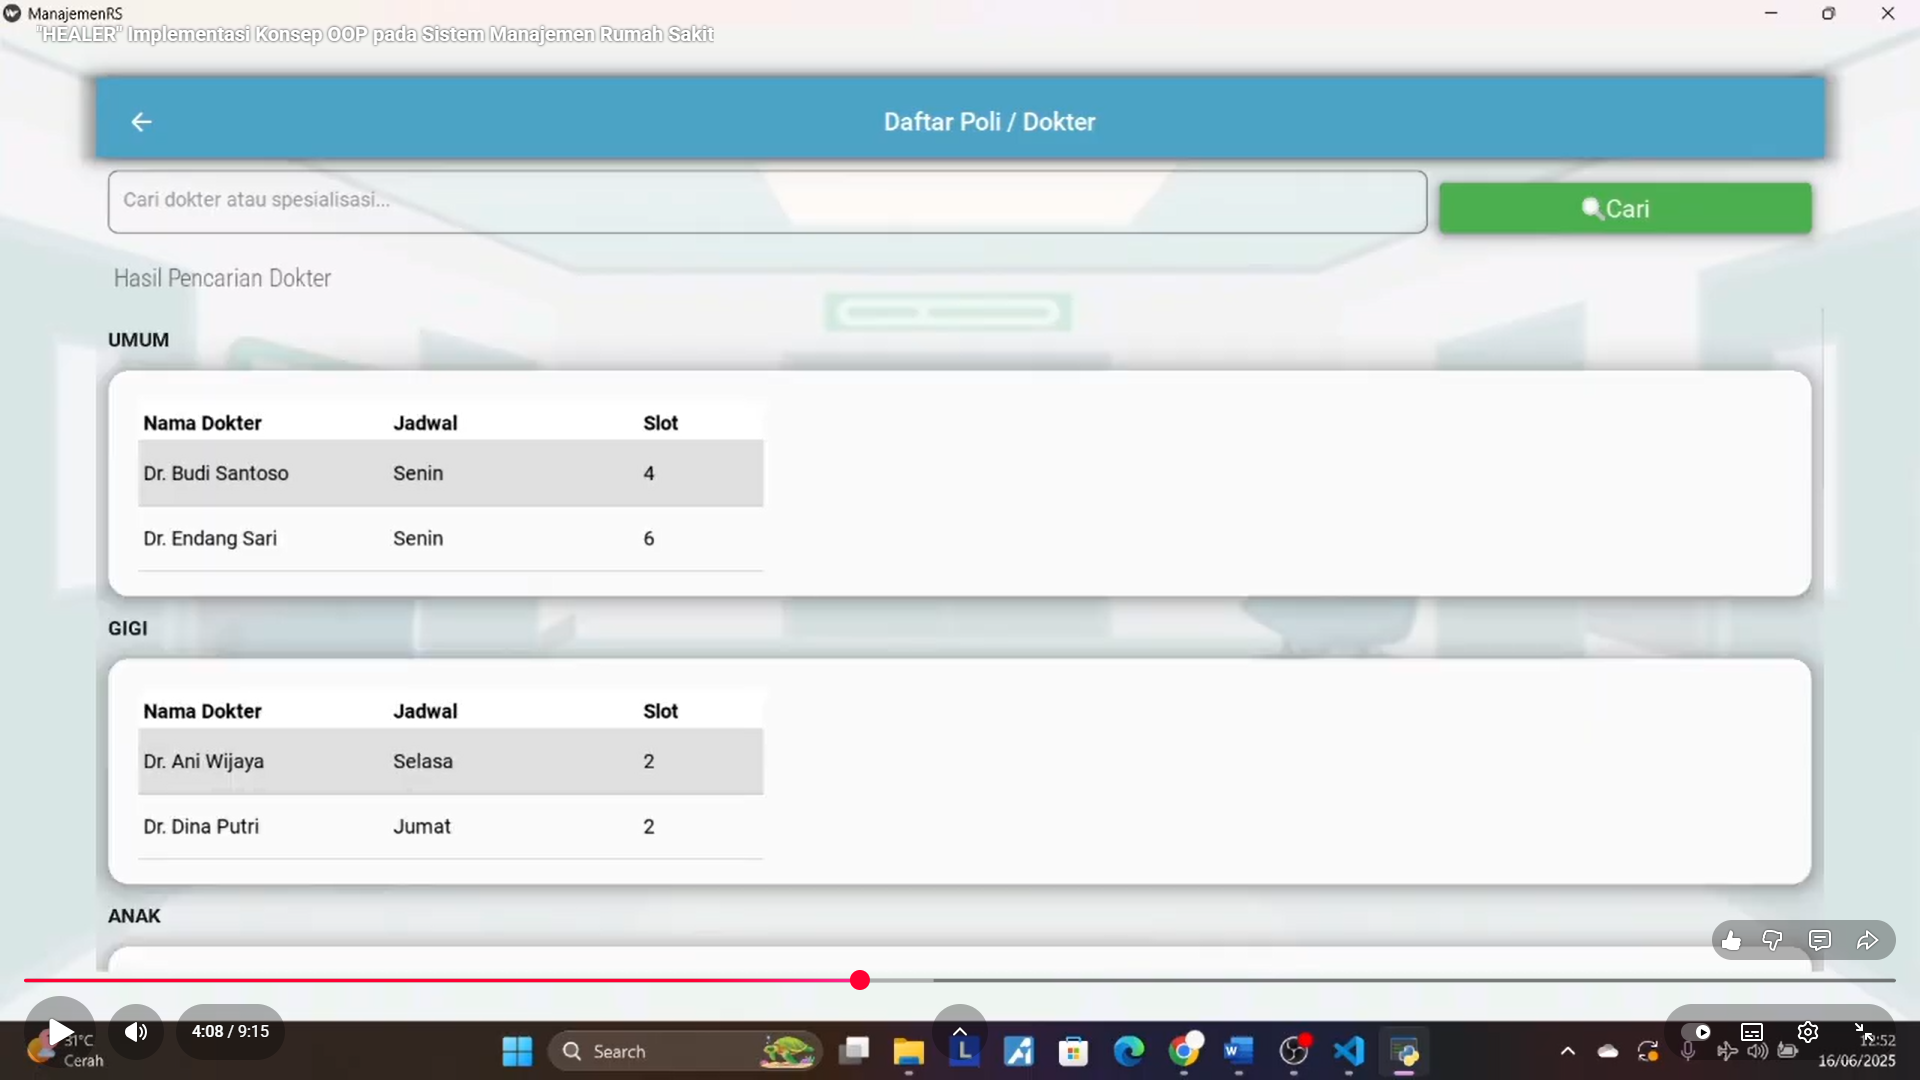 ManajemenRS
"HEALER" Implementasi Konsep OOP pada Sistem Manajemen Rumah Sakit
Daftar Poli / Dokter
Cari dokter atau spesialisasi...
Cari
Hasil Pencarian Dokter
UMUM
Nama Dokter Jadwal Slot
Dr. Budi Santoso Senin 4
Dr. Endang Sari Senin 6
GIGI
Nama Dokter Jadwal Slot
Dr. Ani Wijaya Selasa 2
Dr. Dina Putri Jumat 2
ANAK
4:08 / 9:15
31°C
Cerah
Search
12:52
16/06/2025